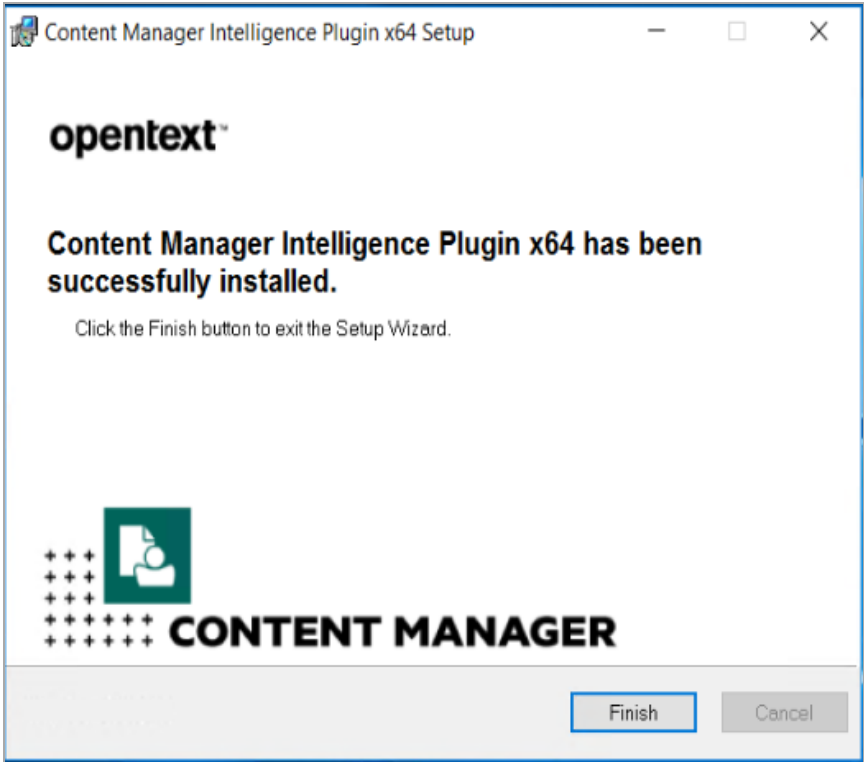 Content Manager Intelligence Plugin x64 Setup
opentext™
Content Manager Intelligence Plugin x64 has been
successfully installed.
Click the Finish button to exit the Setup Wizard.
CONTENT MANAGER
Finish
Cancel